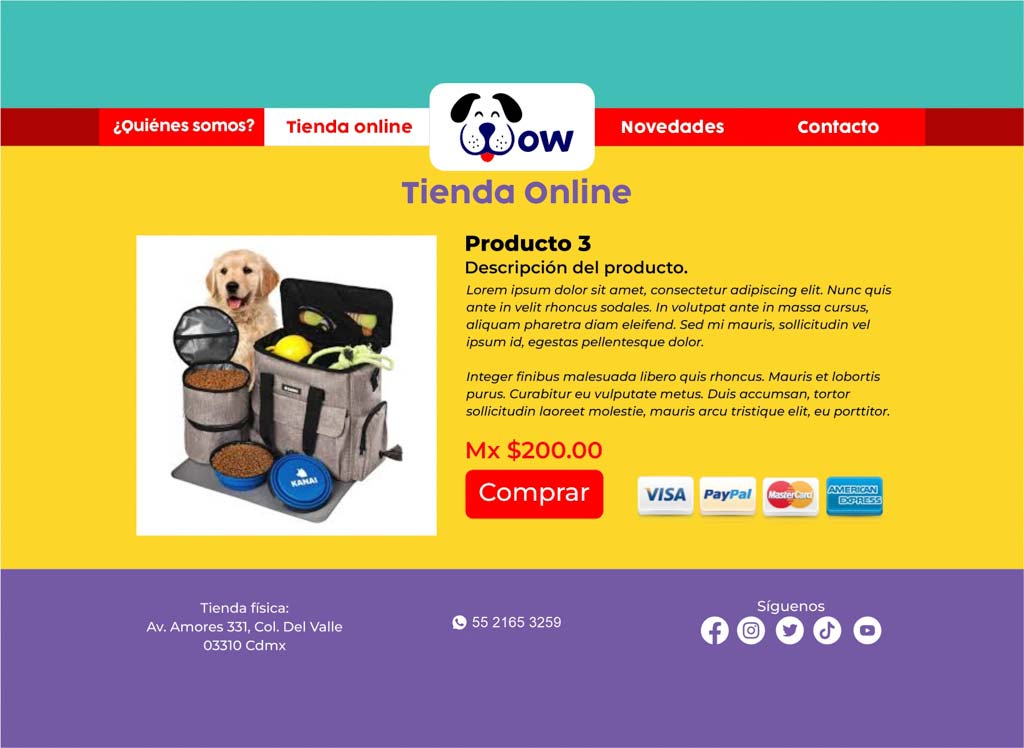 ¿Quiénes somos?
Tienda online
Wow
Novedades
Contacto
Tienda Online
Producto 3
Descripción del producto.
Lorem ipsum dolor sit amet, consectetur adipiscing elit. Nunc quis
ante in velit rhoncus sodales. In volutpat ante in massa cursus,
aliquam pharetra diam eleifend. Sed mi mauris, sollicitudin vel
ipsum id, egestas pellentesque dolor.
Integer finibus malesuada libero quis rhoncus. Mauris et lobortis
purus. Curabitur eu vulputate metus. Duis accumsan, tortor
sollicitudin laoreet molestie, mauris arcu tristique elit, eu porttitor.
KANAI
Mx $200.00
Comprar
VISA
PayPal
MasterCard
AMERICAN
EXPRESS
Tienda física:
Av. Amores 331, Col. Del Valle
03310 Cdmx
55 2165 3259
Síguenos